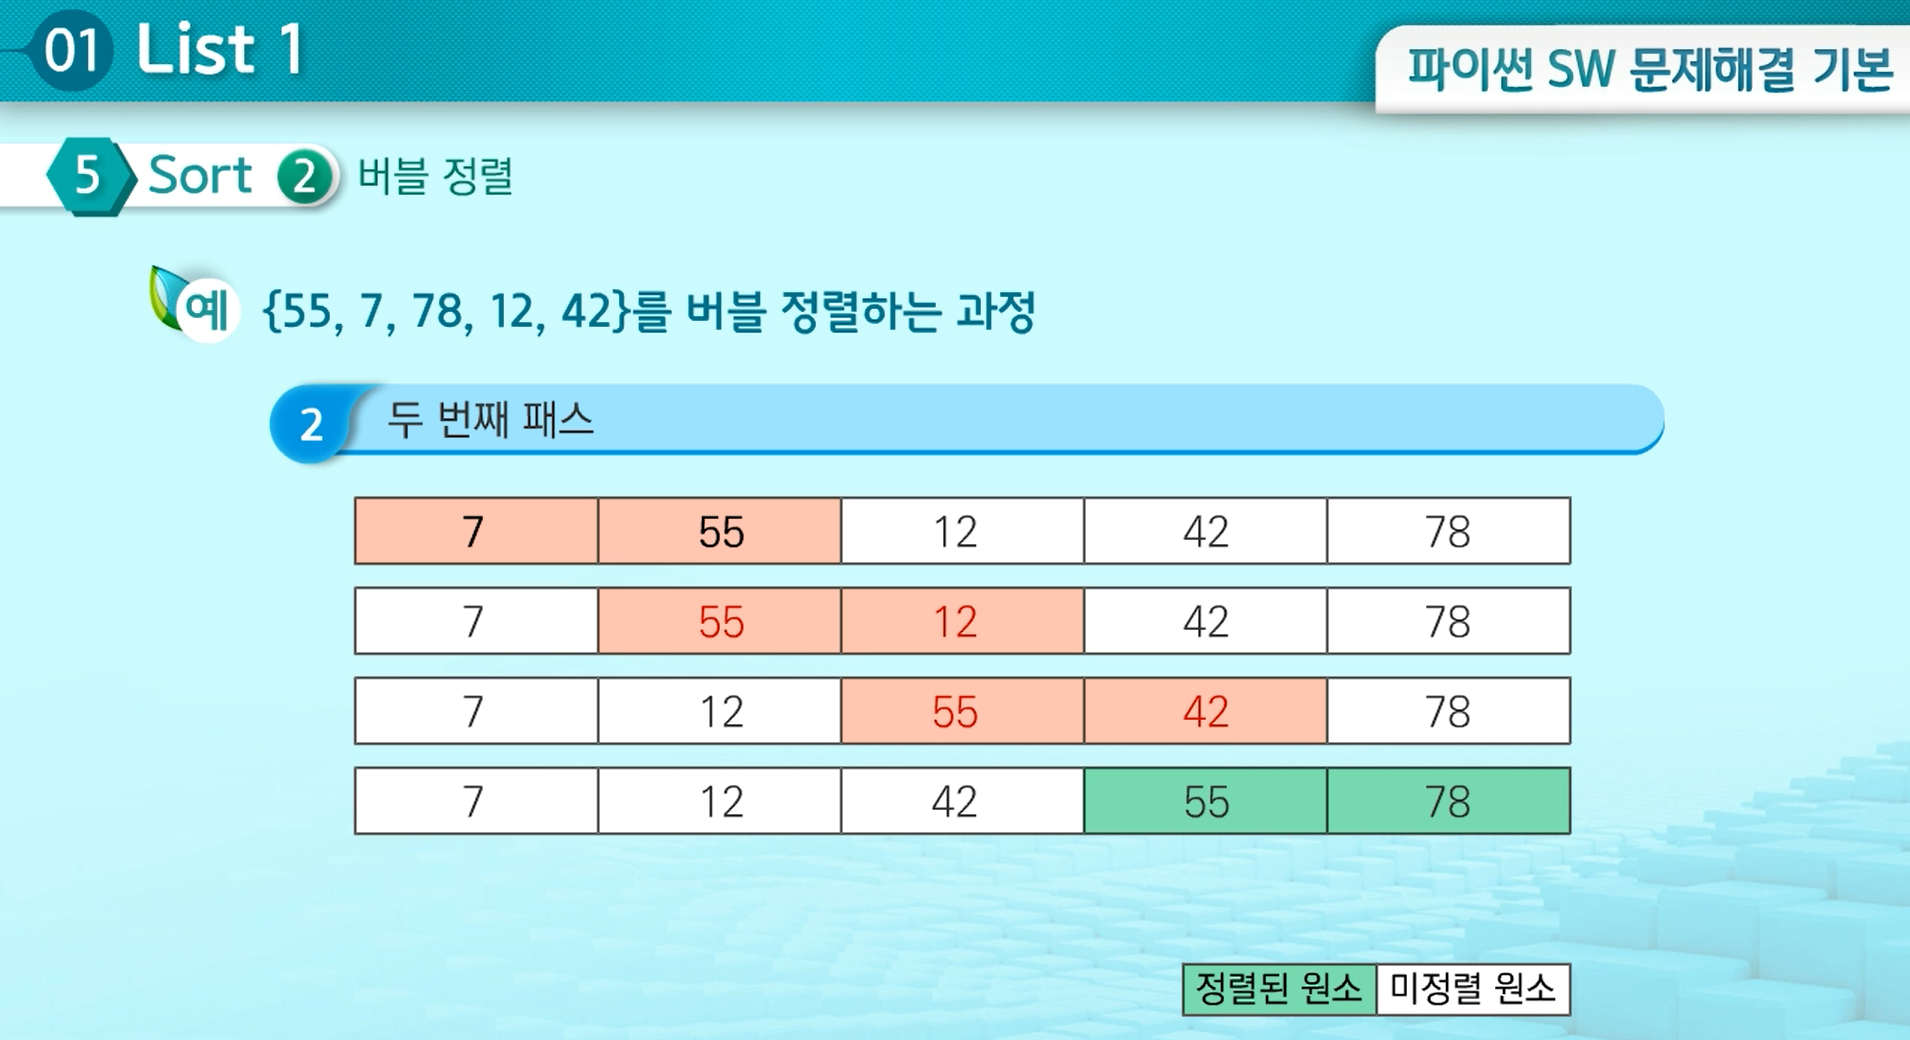 01 List 1
파이썬 SW 문제해결 기본
5 Sort 2 버블 정렬
예 {55, 7, 78, 12, 42}를 버블 정렬하는 과정
2 두 번째 패스
7 55 12 42 78
7 55 12 42 78
7 12 55 42 78
7 12 42 55 78
정렬된 원소 미정렬 원소